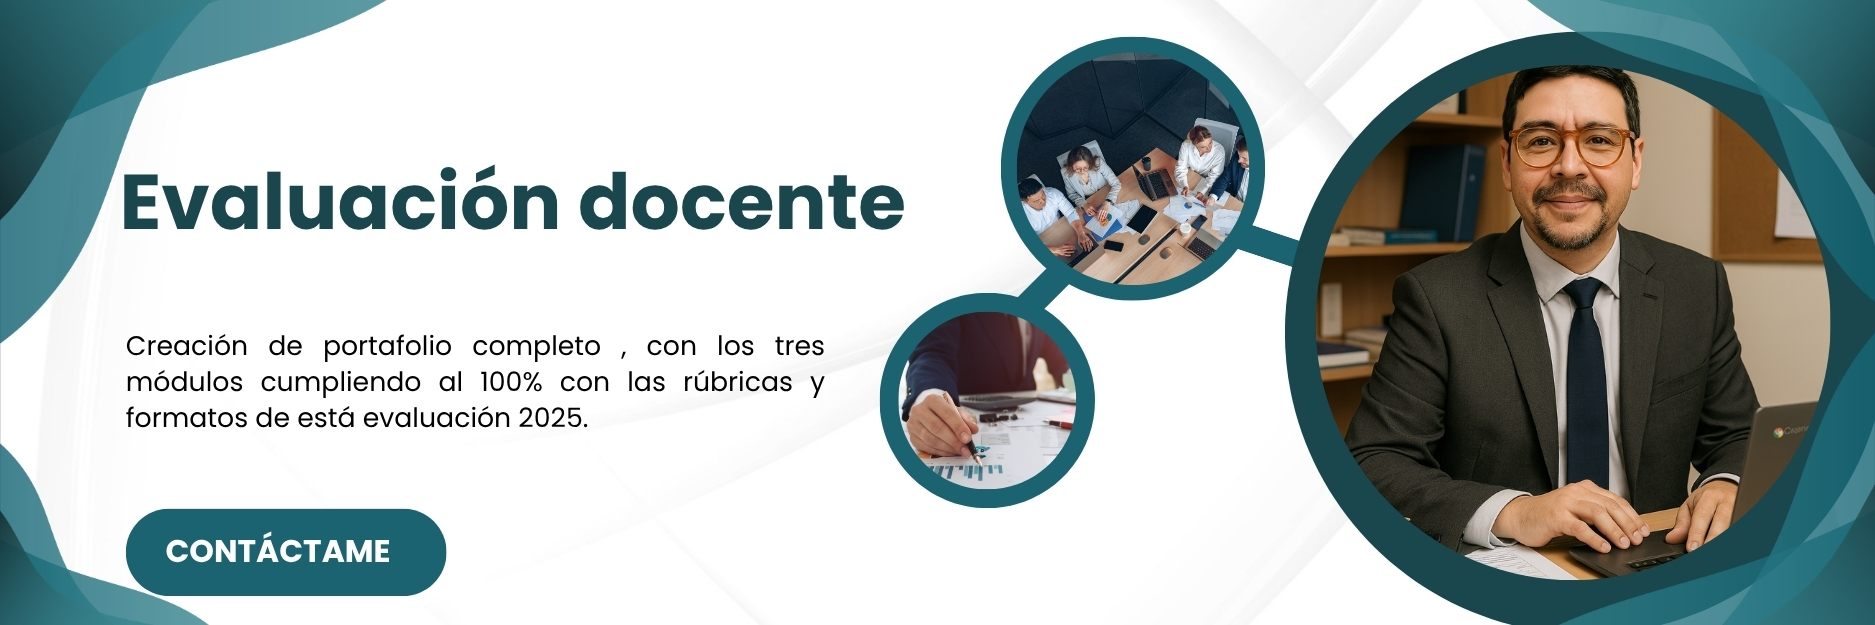 Evaluación docente
Creación de portafolio completo , con los tres
módulos cumpliendo al 100% con las rúbricas y
formatos de está evaluación 2025.
CONTÁCTAME